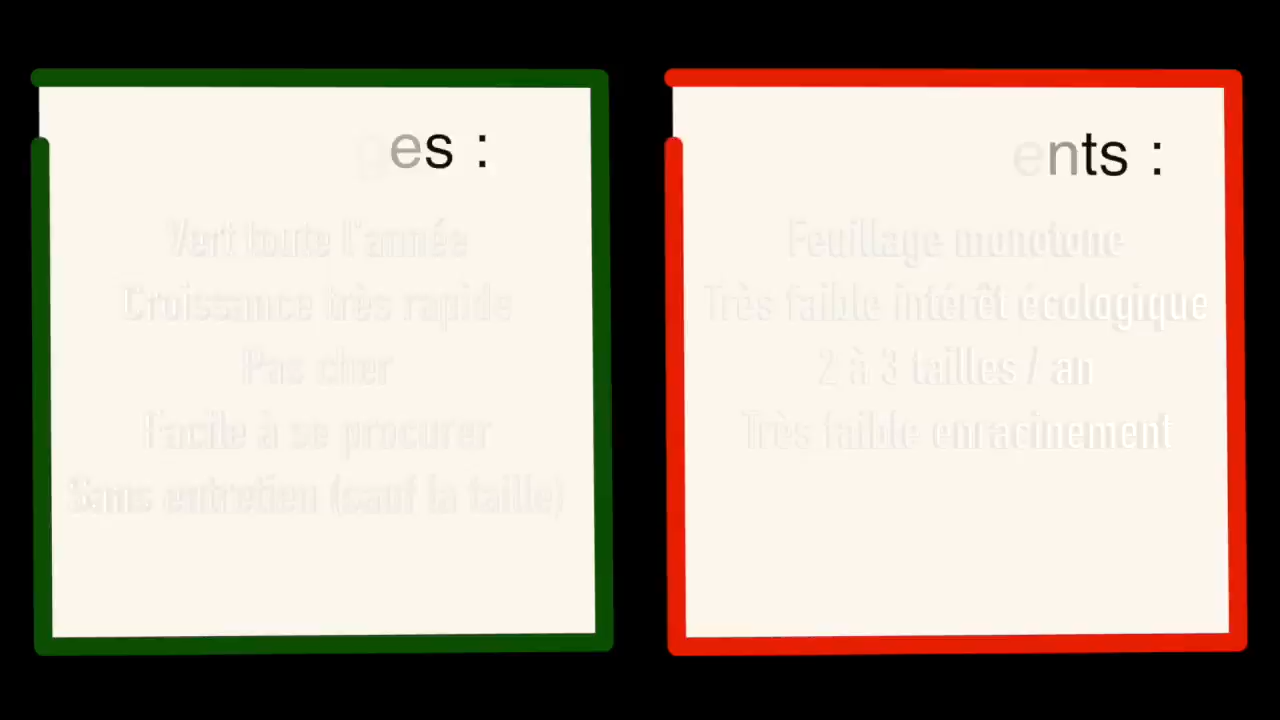 ges :
Vert toute l'année
Croissance très rapide
Pas cher
Facile à se procurer
Sans entretien (sauf la taille)
ents :
Feuillage monotone
Très faible intérêt écologique
2 à 3 tailles / an
Très faible enracinement